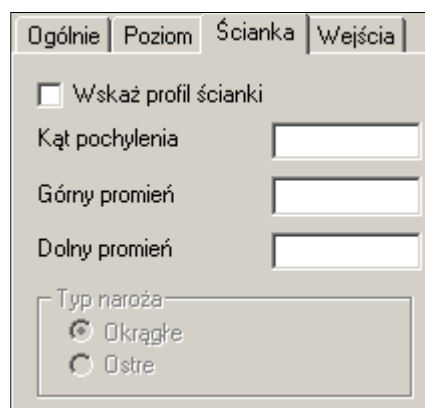 Ogólnie Poziom Ścianka Wejścia
Wskaż profil ścianki
Kąt pochylenia
Górny promień
Dolny promień
Typ naroża
Okrągłe
Ostre